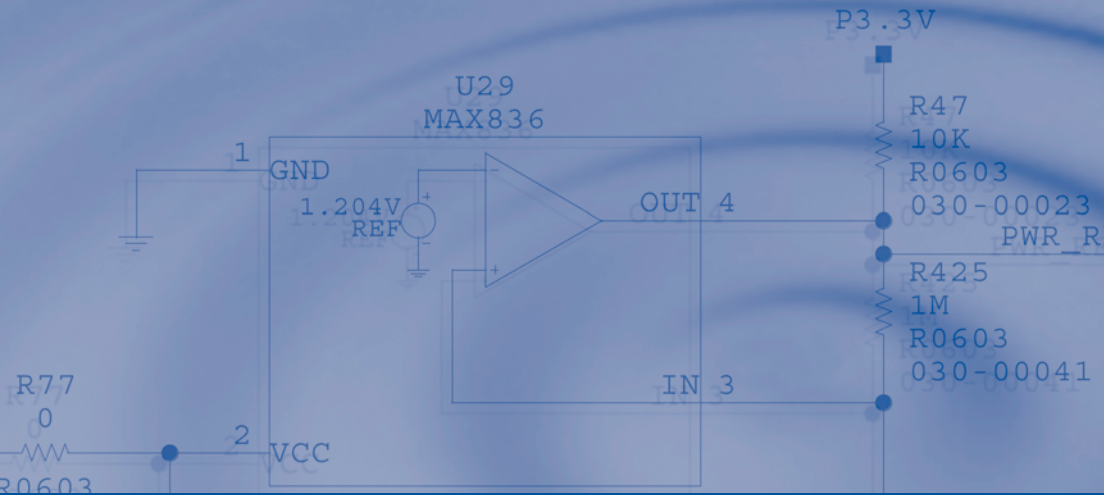 P3.3V
U29
MAX836
R47
10K
R0603
030-00023
1
GND
1.204V
REF
-
+
-
+
OUT 4
PWR_R
R425
1M
R0603
030-00041
IN 3
R77
0
R0603
2
VCC